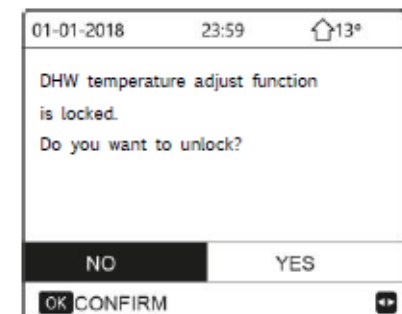 01-01-2018 23:59 13°
DHW temperature adjust function
is locked.
Do you want to unlock?
NO YES
OK CONFIRM